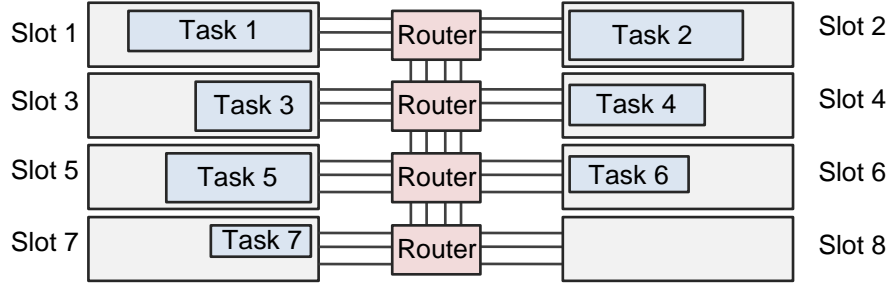 Slot 1 Task 1 Router Task 2 Slot 2
Slot 3 Task 3 Router Task 4 Slot 4
Slot 5 Task 5 Router Task 6 Slot 6
Slot 7 Task 7 Router Slot 8